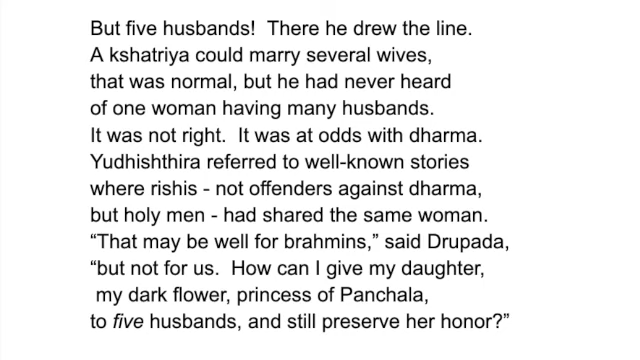 But five husbands!  There he drew the line.
A kshatriya could marry several wives,
that was normal, but he had never heard
of one woman having many husbands.
It was not right.  It was at odds with dharma.
Yudhishthira referred to well-known stories
where rishis - not offenders against dharma,
but holy men - had shared the same woman.
“That may be well for brahmins,” said Drupada,
“but not for us.  How can I give my daughter,
my dark flower, princess of Panchala,
to five husbands, and still preserve her honor?”